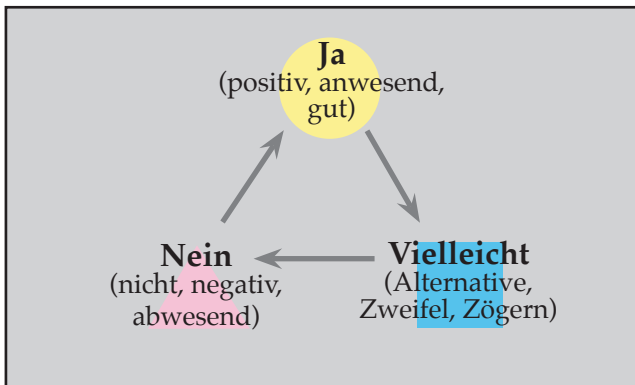 Ja
(positiv, anwesend,
gut)
Nein
(nicht, negativ,
abwesend)
Vielleicht
(Alternative,
Zweifel, Zögern)